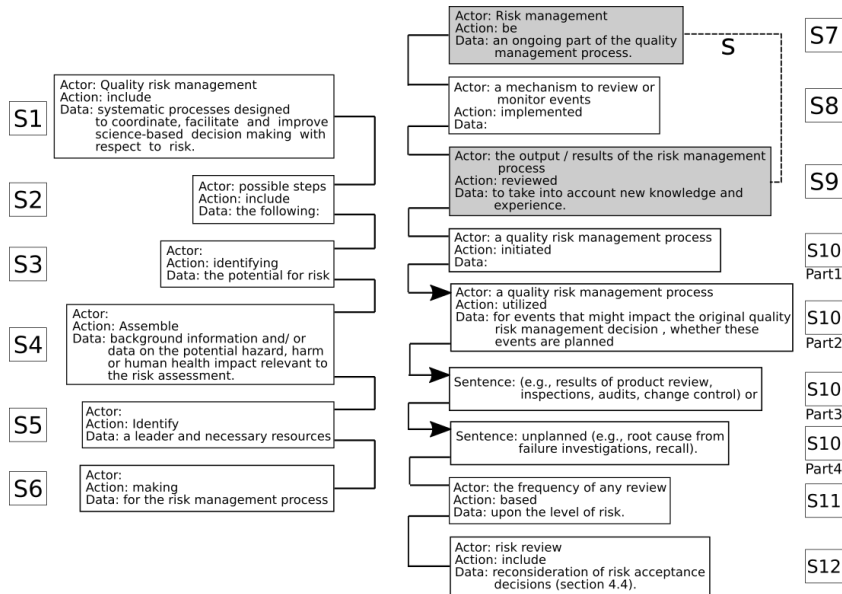 S1
Actor: Quality risk management
Action: include
Data: systematic processes designed
to coordinate, facilitate and improve
science-based decision making with
respect to risk.
S2
Actor: possible steps
Action: include
Data: the following:
S3
Actor:
Action: identifying
Data: the potential for risk
S4
Actor:
Action: Assemble
Data: background information and/ or
data on the potential hazard, harm
or human health impact relevant to
the risk assessment.
S5
Actor:
Action: Identify
Data: a leader and necessary resources
S6
Actor:
Action: making
Data: for the risk management process
Actor: Risk management
Action: be
Data: an ongoing part of the quality
management process.
S
S7
Actor: a mechanism to review or
monitor events
Action: implemented
Data:
S8
Actor: the output / results of the risk management
process
Action: reviewed
Data: to take into account new knowledge and
experience.
S9
Actor: a quality risk management process
Action: initiated
Data:
S10
Part1
Actor: a quality risk management process
Action: utilized
Data: for events that might impact the original quality
risk management decision , whether these
events are planned
S10
Part2
Sentence: (e.g., results of product review,
inspections, audits, change control) or
S10
Part3
Sentence: unplanned (e.g., root cause from
failure investigations, recall).
S10
Part4
Actor: the frequency of any review
Action: based
Data: upon the level of risk.
S11
Actor: risk review
Action: include
Data: reconsideration of risk acceptance
decisions (section 4.4).
S12